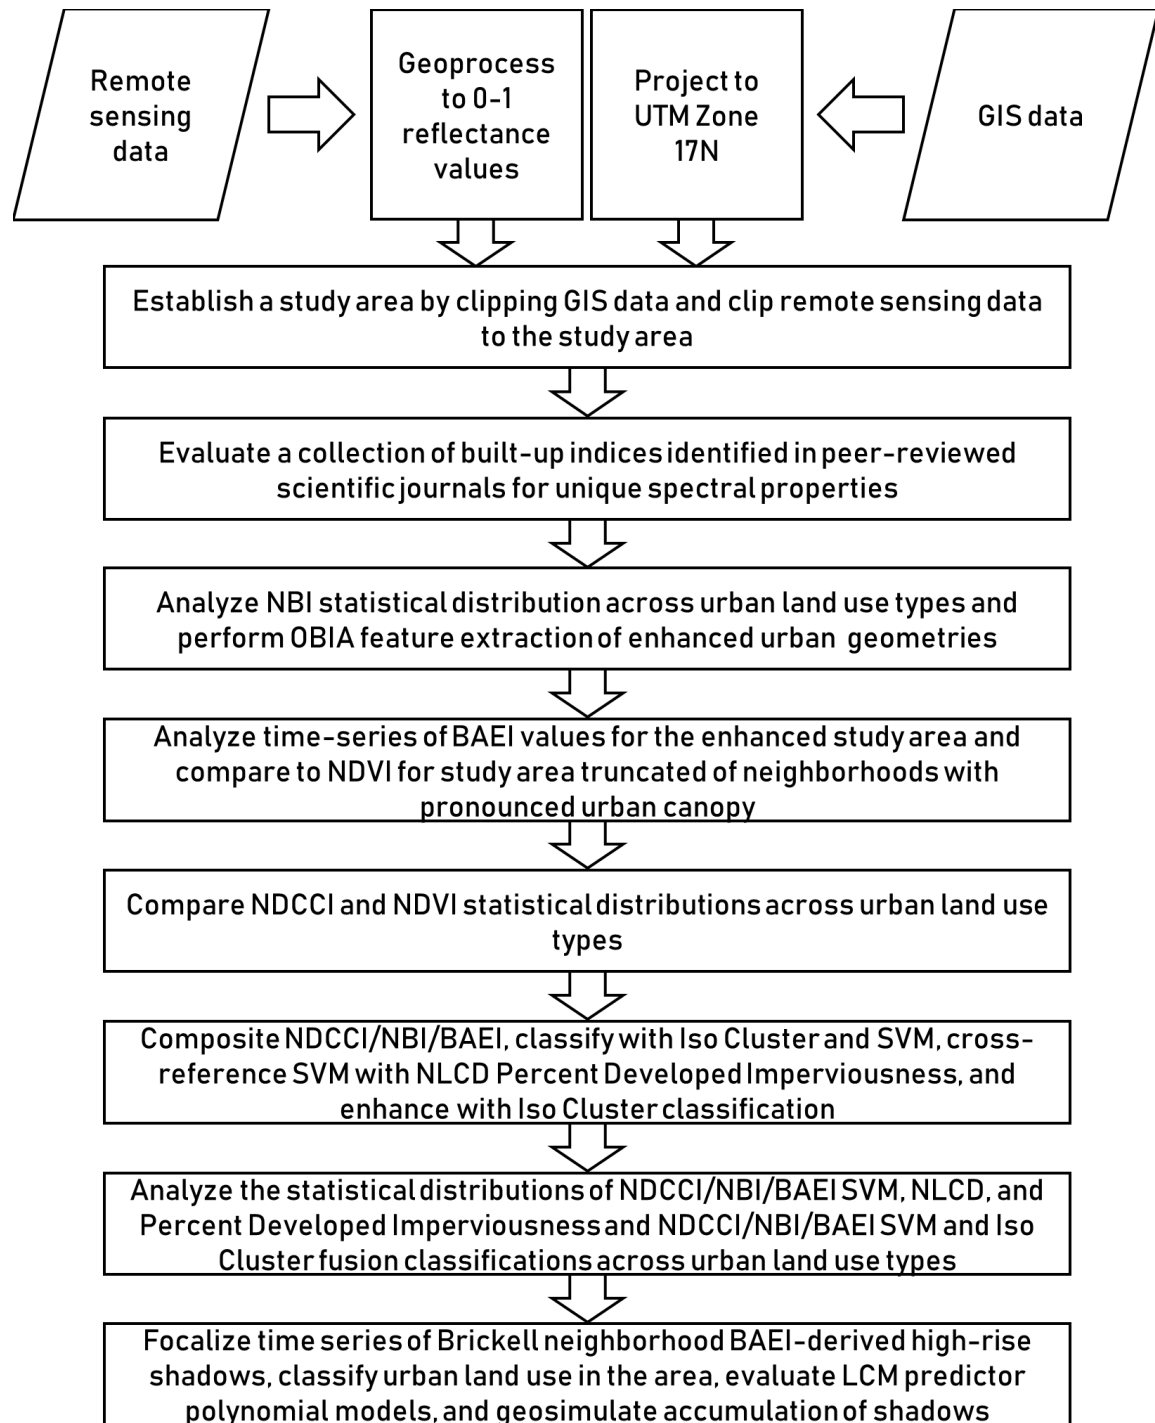 Remote
sensing
data
Geoprocess
to 0-1
reflectance
values
Project to
UTM Zone
17N
GIS data
Establish a study area by clipping GIS data and clip remote sensing data
to the study area
Evaluate a collection of built-up indices identified in peer-reviewed
scientific journals for unique spectral properties
Analyze NBI statistical distribution across urban land use types and
perform OBIA feature extraction of enhanced urban geometries
Analyze time-series of BAEI values for the enhanced study area and
compare to NDVI for study area truncated of neighborhoods with
pronounced urban canopy
Compare NDCCI and NDVI statistical distributions across urban land use
types
Composite NDCCI/NBI/BAEI, classify with Iso Cluster and SVM, cross-
reference SVM with NLCD Percent Developed Imperviousness, and
enhance with Iso Cluster classification
Analyze the statistical distributions of NDCCI/NBI/BAEI SVM, NLCD, and
Percent Developed Imperviousness and NDCCI/NBI/BAEI SVM and Iso
Cluster fusion classifications across urban land use types
Focalize time series of Brickell neighborhood BAEI-derived high-rise
shadows, classify urban land use in the area, evaluate LCM predictor
polynomial models, and geosimulate accumulation of shadows